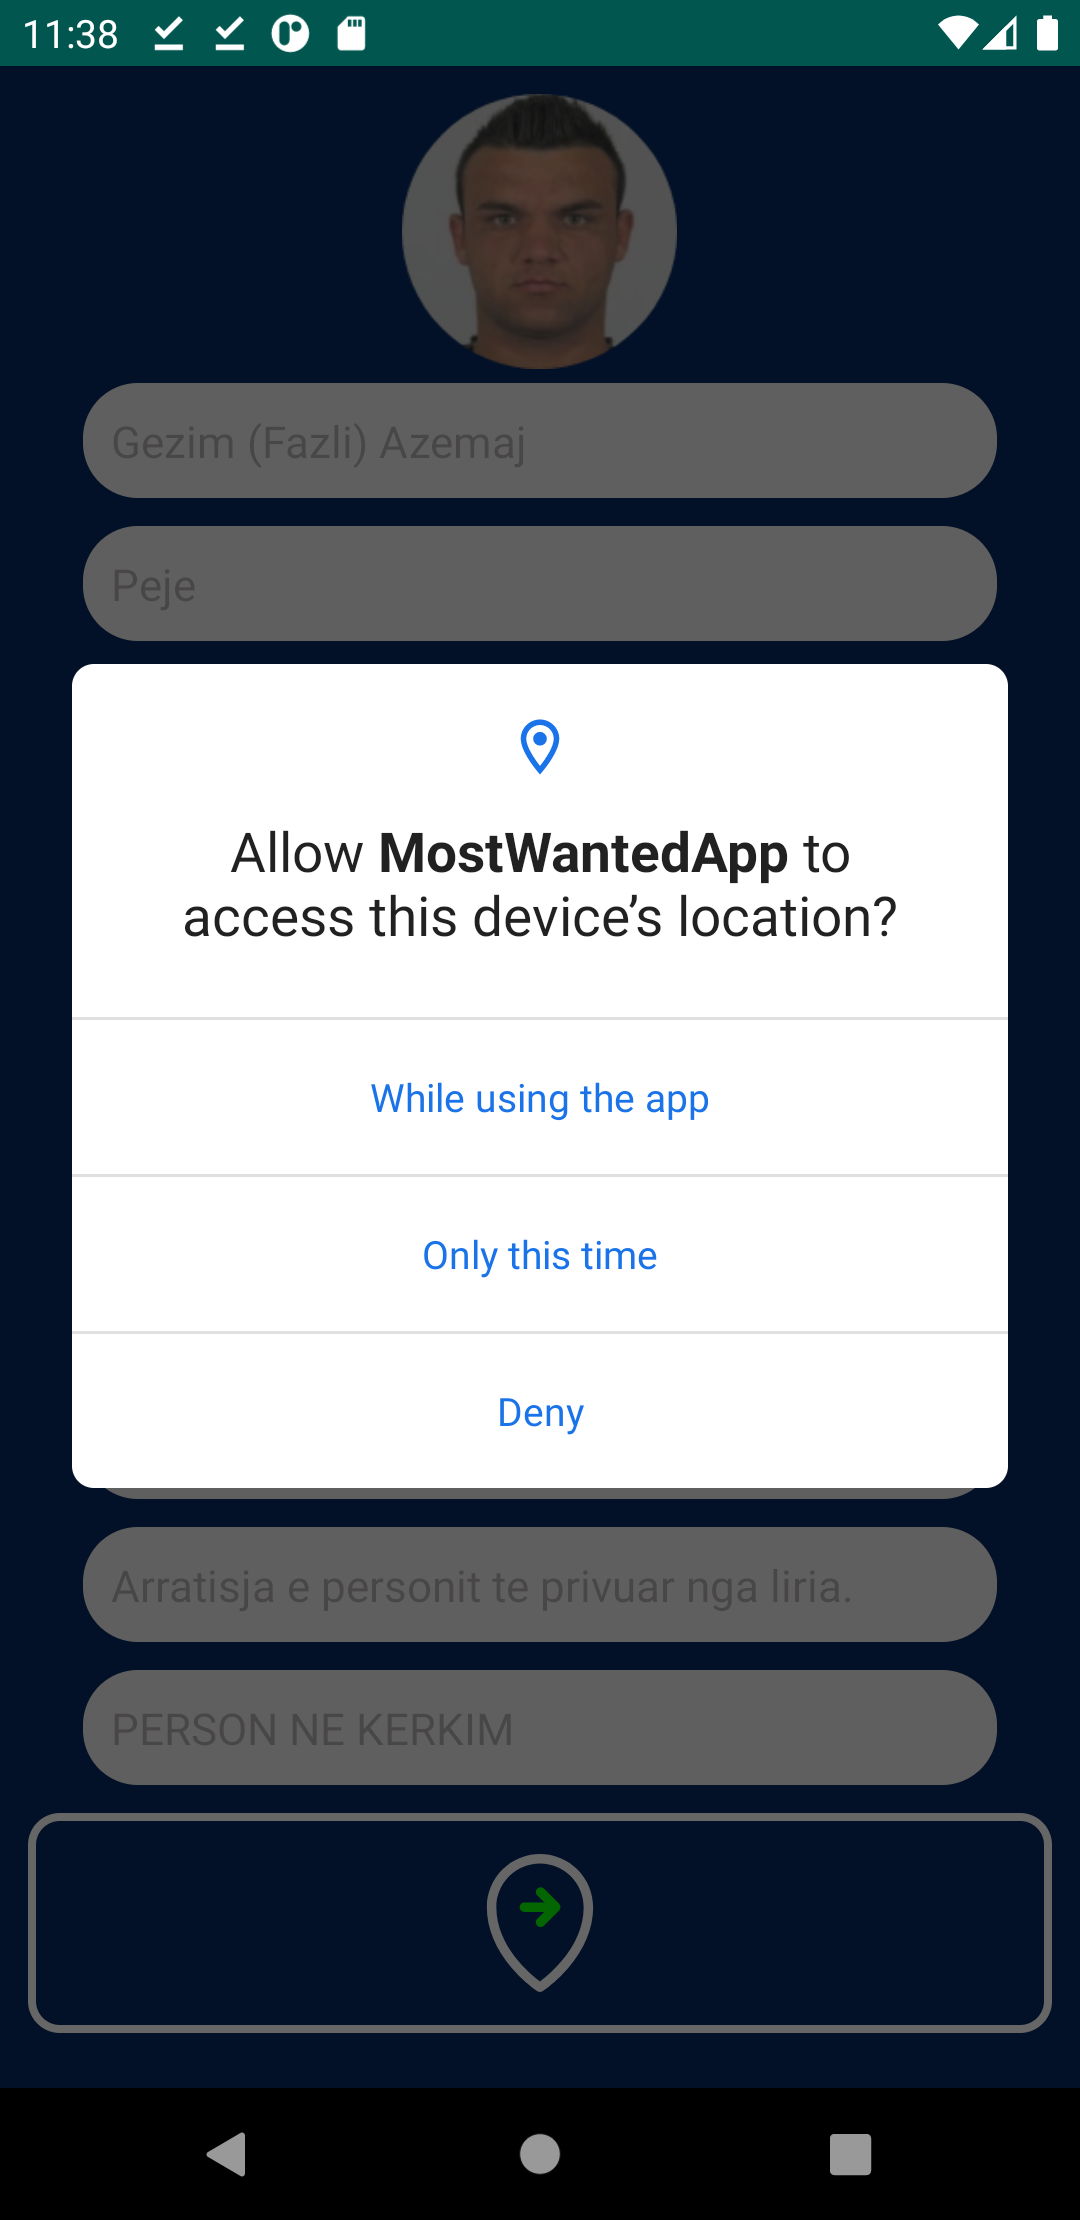 11:38
Gezim (Fazli) Azemaj
Peje
Allow MostWantedApp to
access this device’s location?
While using the app
Only this time
Deny
Arratisja e personit te privuar nga liria.
PERSON NE KERKIM